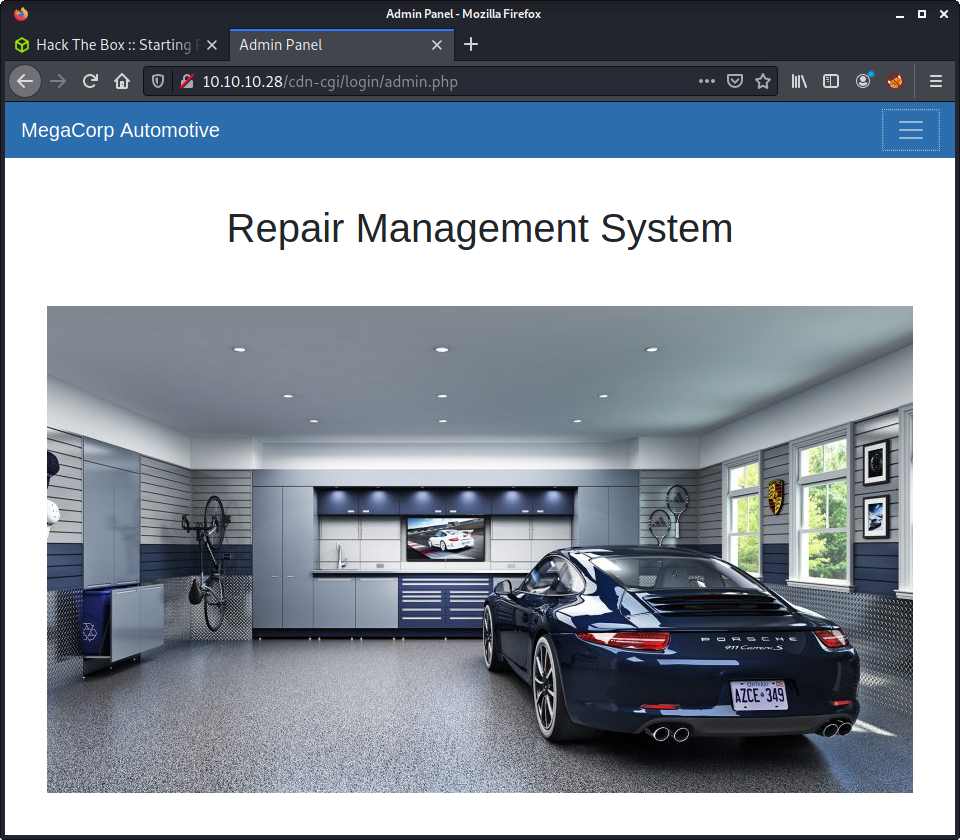 Admin Panel - Mozilla Firefox
Hack The Box :: Starting
Admin Panel
10.10.10.28/cdn-cgi/login/admin.php
MegaCorp Automotive
Repair Management System
PORSCHE
911 Carrera S
ONTARIO
AZCE 349